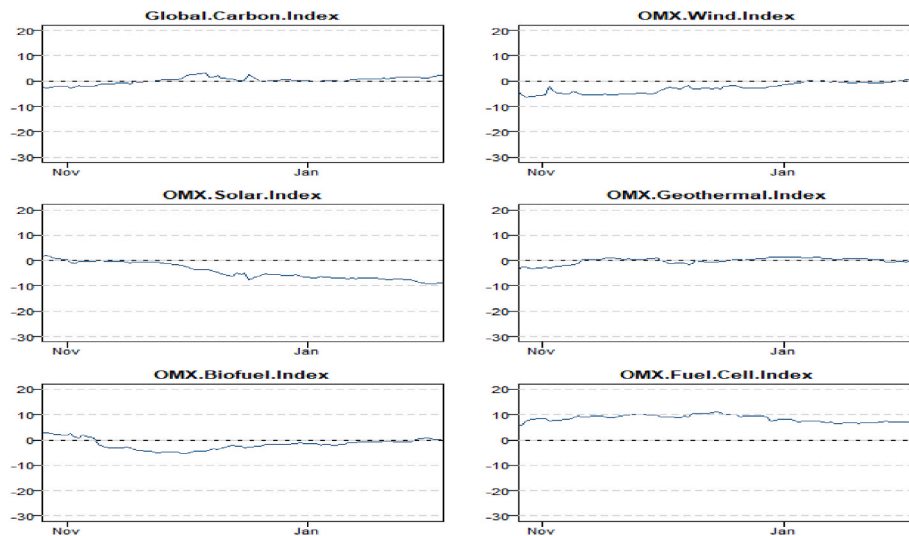 Global.Carbon.Index
20
10
0
-10
-20
-30
Nov
Jan
OMX.Wind.Index
20
10
0
-10
-20
-30
Nov
Jan
OMX.Solar.Index
20
10
0
-10
-20
-30
Nov
Jan
OMX.Geothermal.Index
20
10
0
-10
-20
-30
Nov
Jan
OMX.Biofuel.Index
20
10
0
-10
-20
-30
Nov
Jan
OMX.Fuel.Cell.Index
20
10
0
-10
-20
-30
Nov
Jan